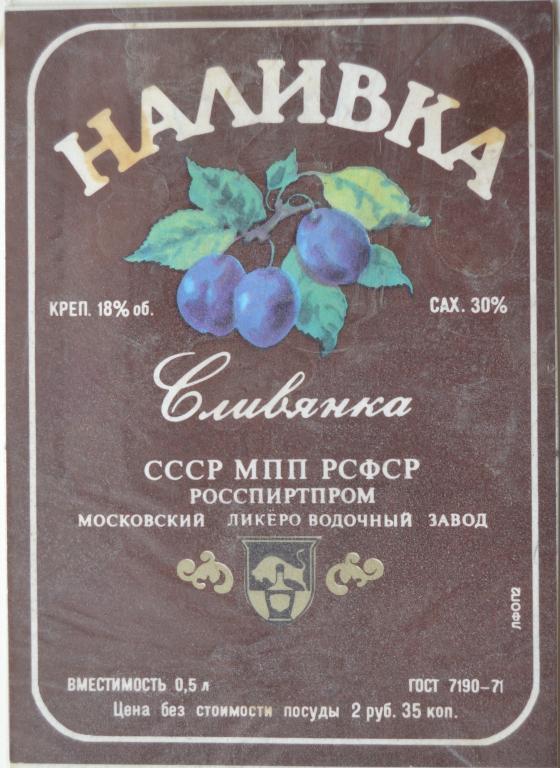 НАЛИВКА
КРЕП. 18% об.
САХ. 30%
Сливянка
СССР МПП РСФСР
РОССПИРТПРОМ
МОСКОВСКИЙ ЛИКЕРО ВОДОЧНЫЙ ЗАВОД
ЛФОП2
ВМЕСТИМОСТЬ 0,5 л
ГОСТ 7190-71
Цена без стоимости посуды 2 руб. 35 коп.